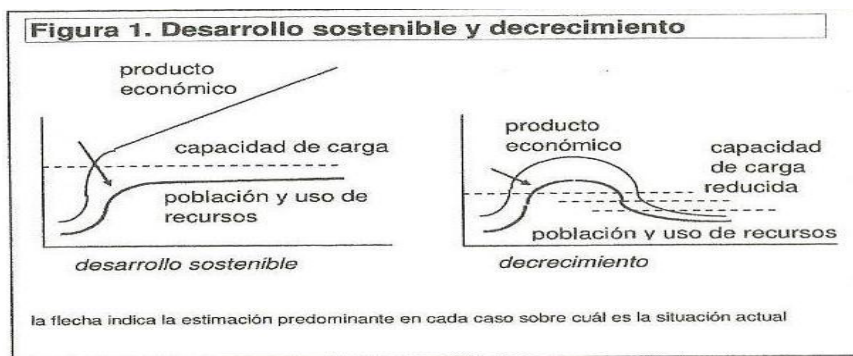 Figura 1. Desarrollo sostenible y decrecimiento
producto
económico
capacidad de carga
población y uso de
recursos
desarrollo sostenible
producto
económico
capacidad
de carga
reducida
población y uso de recursos
decrecimiento
la flecha indica la estimación predominante en cada caso sobre cuál es la situación actual